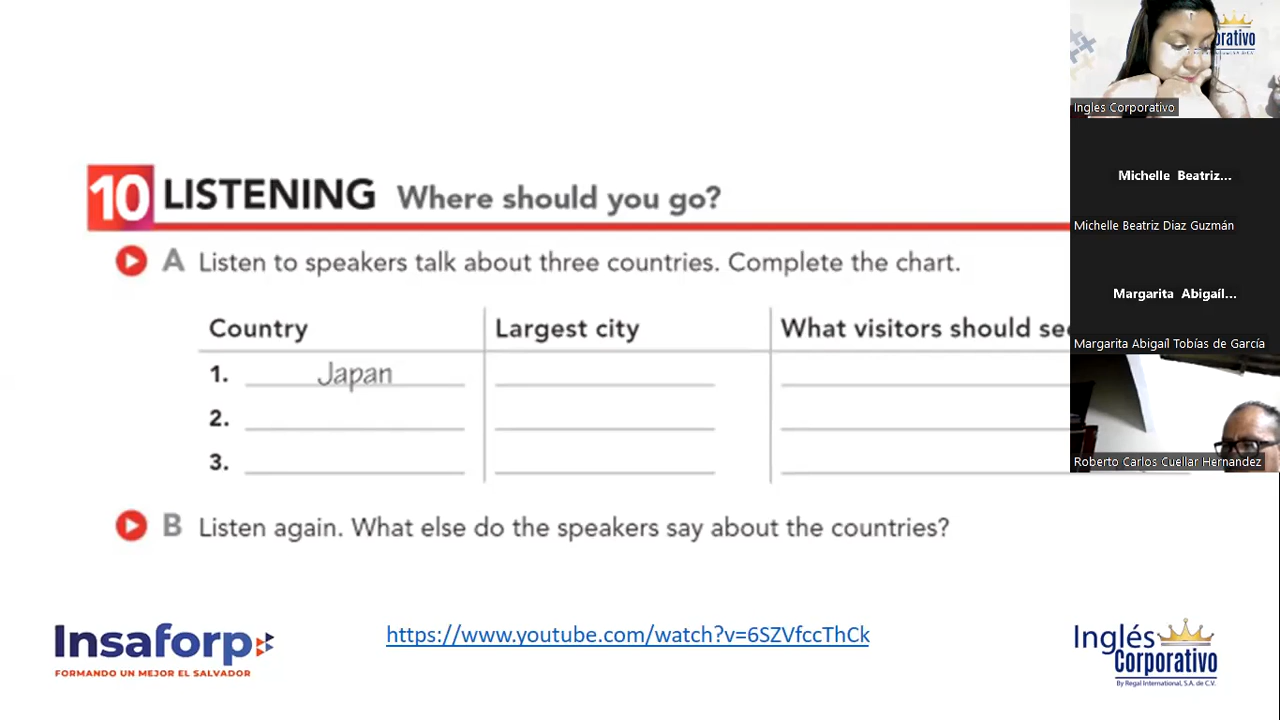 10 LISTENING Where should you go?
A Listen to speakers talk about three countries. Complete the chart.
Country Largest city What visitors should see
1. Japan
2.
3.
B Listen again. What else do the speakers say about the countries?
https://www.youtube.com/watch?v=6SZVfccThCk
Insaforp
FORMANDO UN MEJOR EL SALVADOR
Inglés
Corporativo
By Regal International, S.A. de C.V.
orativo
Ingles Corporativo
Michelle Beatriz...
Michelle Beatriz Diaz Guzmán
Margarita Abigaíl...
Margarita Abigaíl Tobías de García
Roberto Carlos Cuellar Hernandez